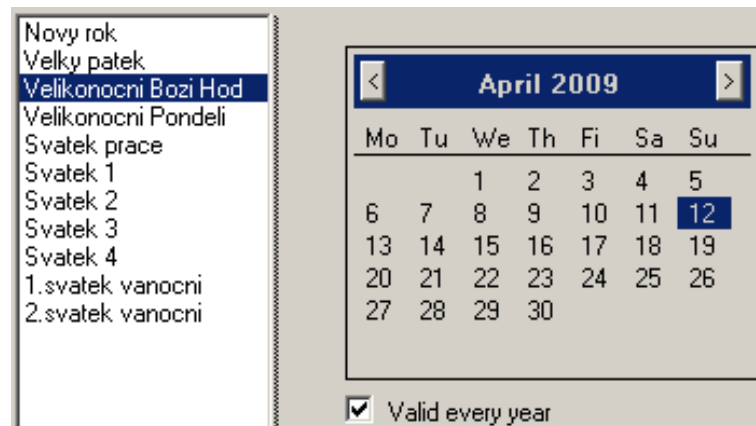 Novy rok
Velky patek
Velikonocni Bozi Hod
Velikonocni Pondeli
Svatek prace
Svatek 1
Svatek 2
Svatek 3
Svatek 4
1.svatek vanocni
2.svatek vanocni
< April 2009 >
Mo Tu We Th Fi Sa Su
1 2 3 4 5
6 7 8 9 10 11 12
13 14 15 16 17 18 19
20 21 22 23 24 25 26
27 28 29 30
Valid every year